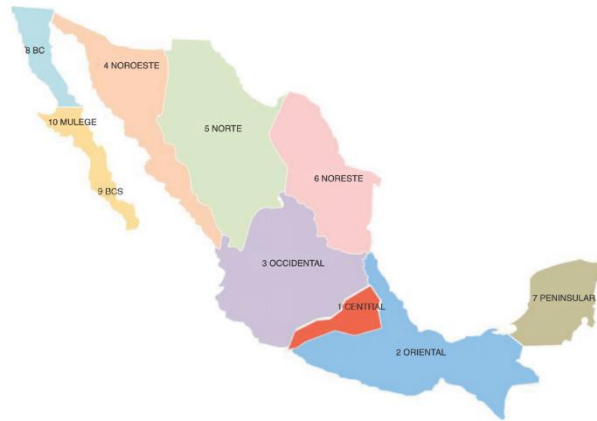 8 BC
4 NOROESTE
10 MULEGE
5 NORTE
6 NORESTE
9 BCS
3 OCCIDENTAL
1 CENTRAL
7 PENINSULAR
2 ORIENTAL